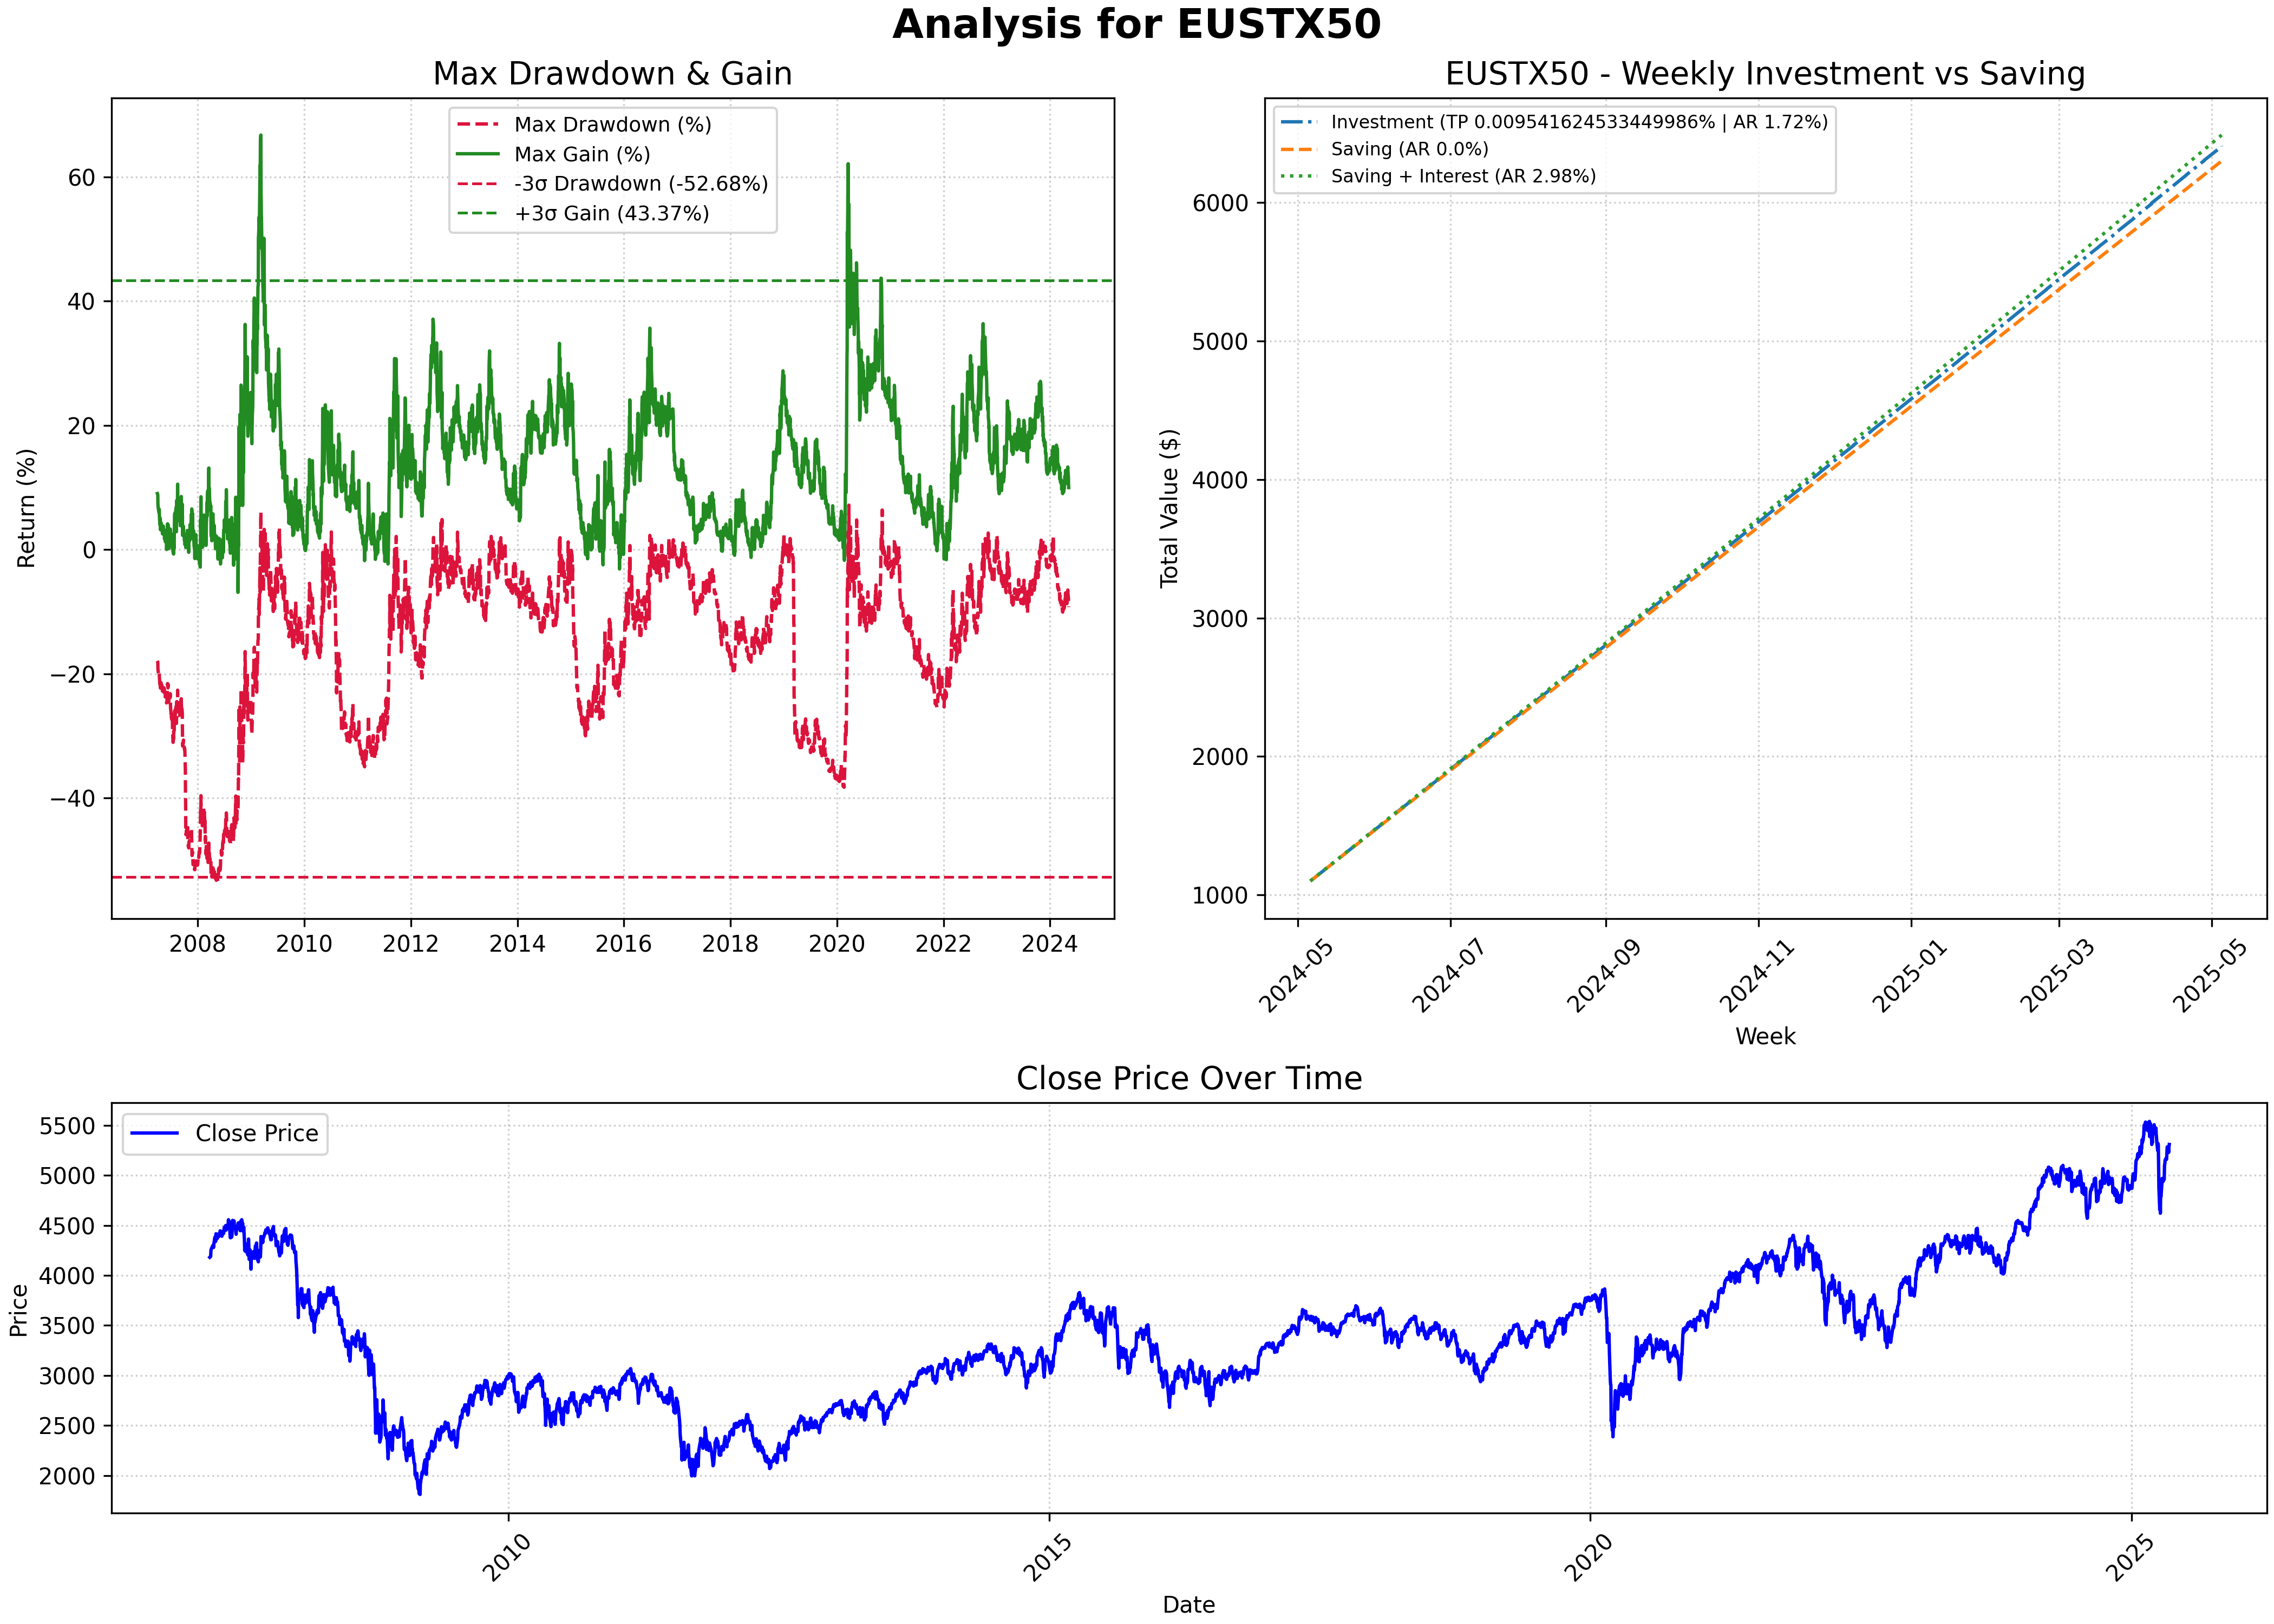 Analysis for EUSTX50
Max Drawdown & Gain
Max Drawdown (%)
Max Gain (%)
-3σ Drawdown (-52.68%)
+3σ Gain (43.37%)
Return (%)
60
40
20
0
−20
−40
2008 2010 2012 2014 2016 2018 2020 2022 2024
EUSTX50 - Weekly Investment vs Saving
Investment (TP 0.009541624533449986% | AR 1.72%)
Saving (AR 0.0%)
Saving + Interest (AR 2.98%)
Total Value ($)
6000
5000
4000
3000
2000
1000
2024-05 2024-07 2024-09 2024-11 2025-01 2025-03 2025-05
Week
Close Price Over Time
Close Price
Price
5500
5000
4500
4000
3500
3000
2500
2000
2010 2015 2020 2025
Date